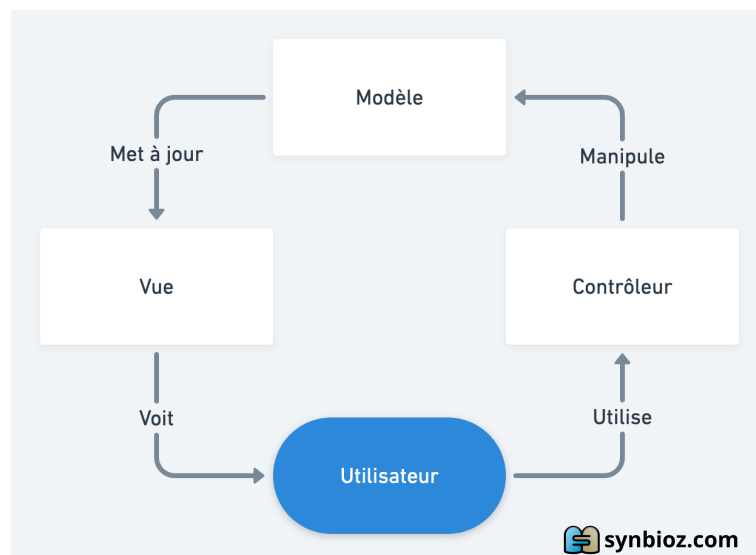 Modèle
Met à jour
Manipule
Vue
Contrôleur
Voit
Utilise
Utilisateur
synbioz.com